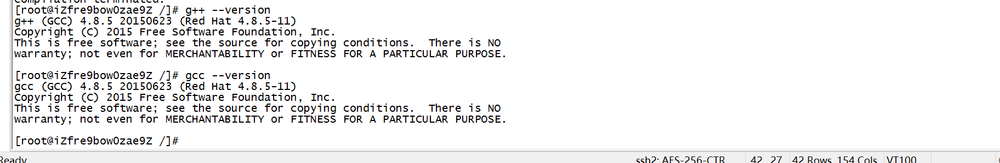 compilation terminated.
[root@iZfre9bow0zae9Z /]# g++ --version
g++ (GCC) 4.8.5 20150623 (Red Hat 4.8.5-11)
Copyright (C) 2015 Free Software Foundation, Inc.
This is free software; see the source for copying conditions.  There is NO
warranty; not even for MERCHANTABILITY or FITNESS FOR A PARTICULAR PURPOSE.
[root@iZfre9bow0zae9Z /]# gcc --version
gcc (GCC) 4.8.5 20150623 (Red Hat 4.8.5-11)
Copyright (C) 2015 Free Software Foundation, Inc.
This is free software; see the source for copying conditions.  There is NO
warranty; not even for MERCHANTABILITY or FITNESS FOR A PARTICULAR PURPOSE.
[root@iZfre9bow0zae9Z /]#
Ready ssh2: AES-256-CTR 42, 27 42 Rows, 154 Cols VT100